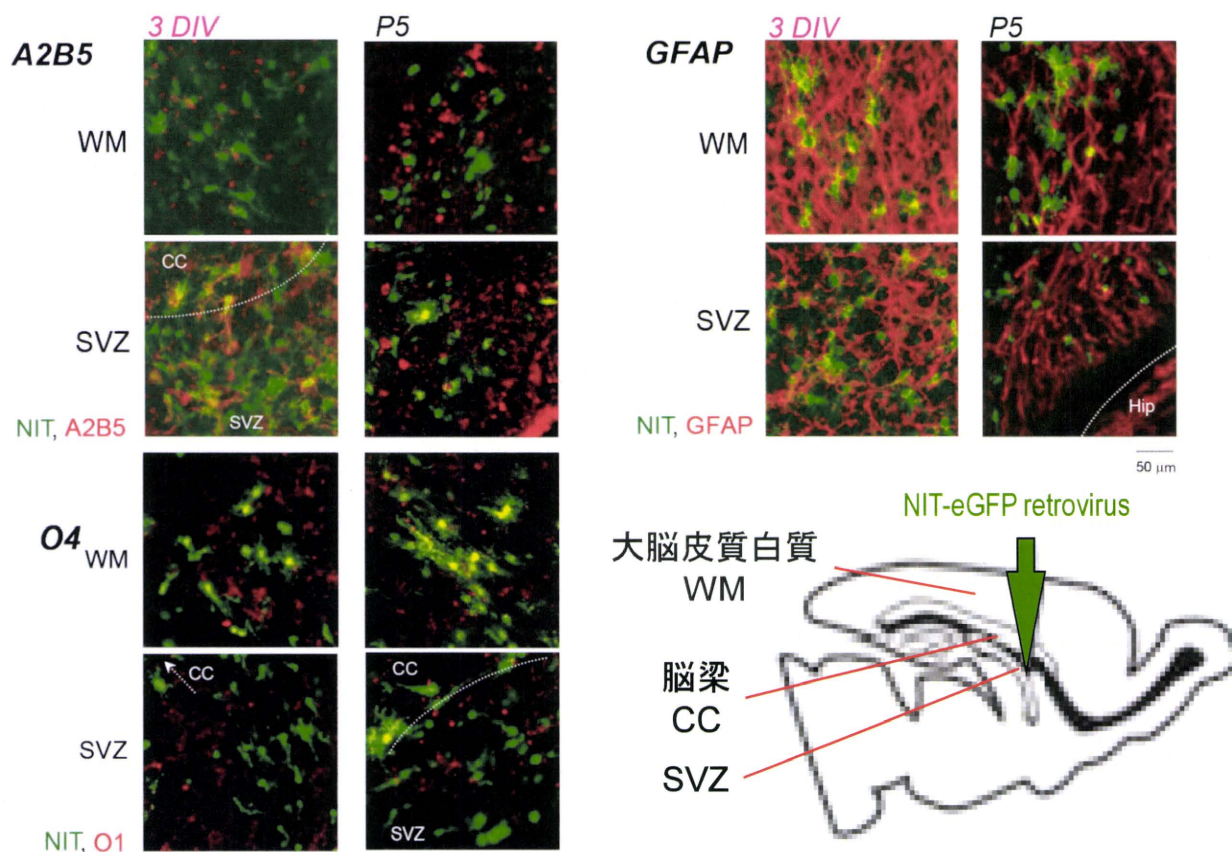 3 DIV
P5
A2B5
WM
CC
SVZ
SVZ
NIT, A2B5
O4
WM
CC
CC
SVZ
SVZ
NIT, O1
3 DIV
P5
GFAP
WM
SVZ
Hip
NIT, GFAP
50 μm
NIT-eGFP retrovirus
大脳皮質白質
WM
脳梁
CC
SVZ